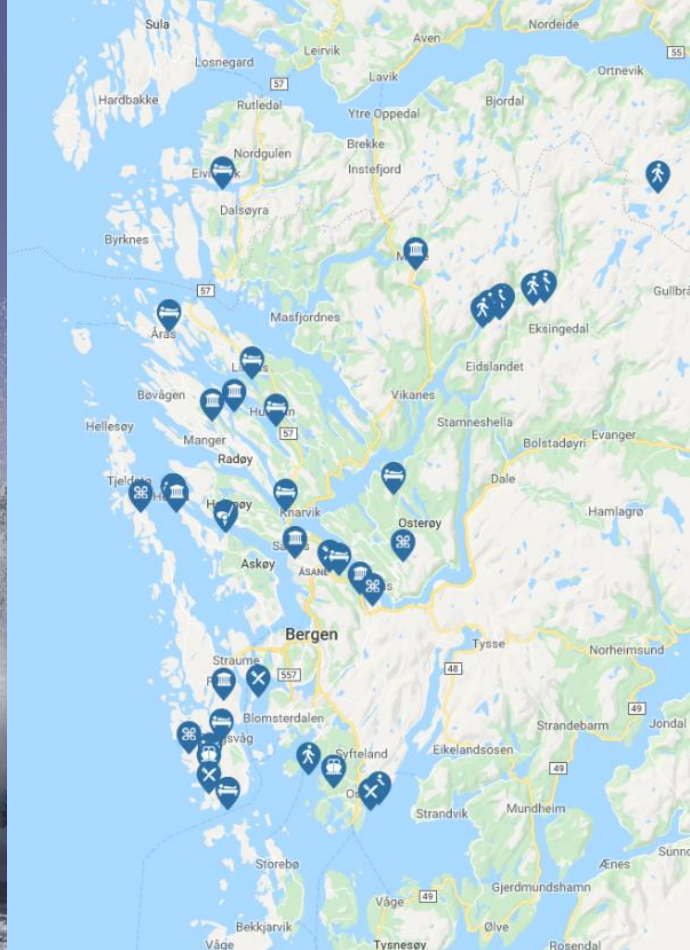 Sula
Nordeide
Aven
Leirvik
55
Losnegard
Ortnevik
Lavik
57
Hardbakke
Rutledal
Bjordal
Ytre Oppedal
Brekke
Nordgulen
Instefjord
Dalsøyra
Byrknes
57
Masfjordnes
Årås
Eksingedal
Eidslandet
Bøvågen
Vikanes
Hellesøy
Stamneshella
57
Evanger
Manger
Bolstadøyri
Radøy
Dale
Knarvik
Hamlagrø
Osterøy
Askøy
ÅSANE
Bergen
Tysse
Norheimsund
Straume
48
557
49
Blomsterdalen
Jondal
Strandebarm
Syfteland
Eikelandsosen
49
Strandvik
Mundheim
Storebø
Ænes
Gjerdmundshamn
Våge
49
Bekkjarvik
Ølve
Våge
Tysnesøy
Rosendal